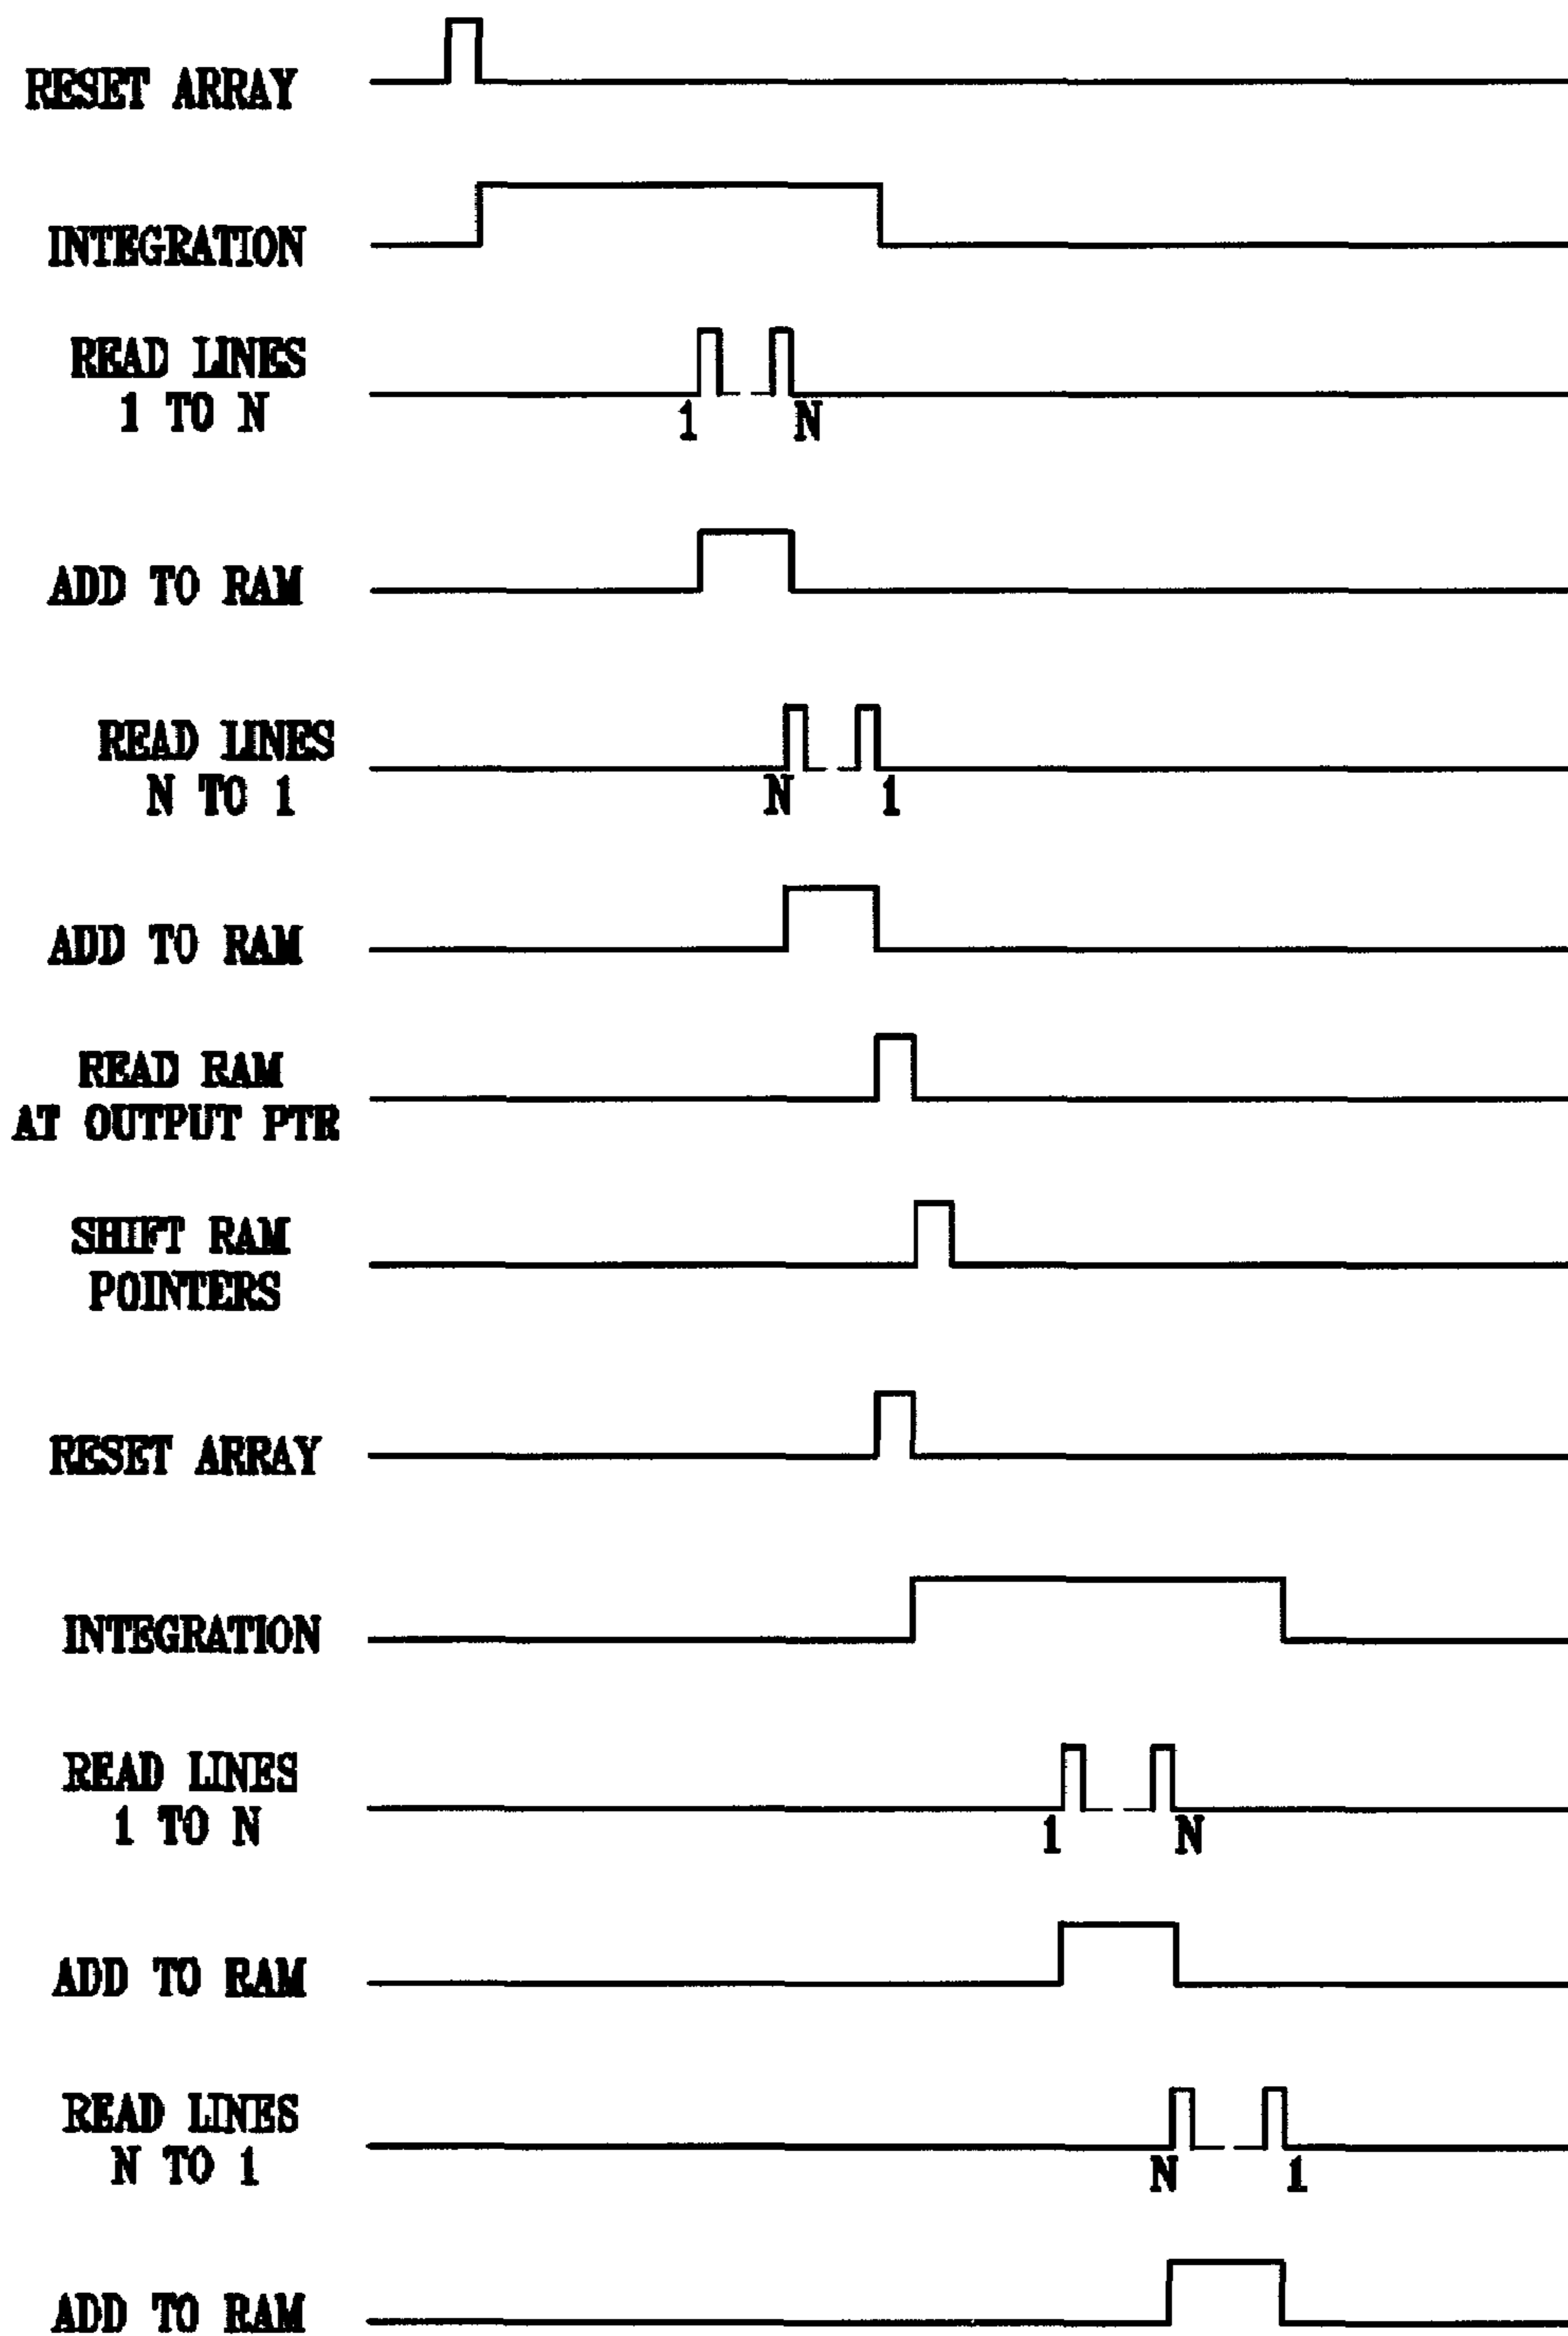 RESET ARRAY
INTEGRATION
READ LINES
1 TO N
1 N
ADD TO RAM
READ LINES
N TO 1
N 1
ADD TO RAM
READ RAM
AT OUTPUT PTR
SHIFT RAM
POINTERS
RESET ARRAY
INTEGRATION
READ LINES
1 TO N
1 N
ADD TO RAM
READ LINES
N TO 1
N 1
ADD TO RAM